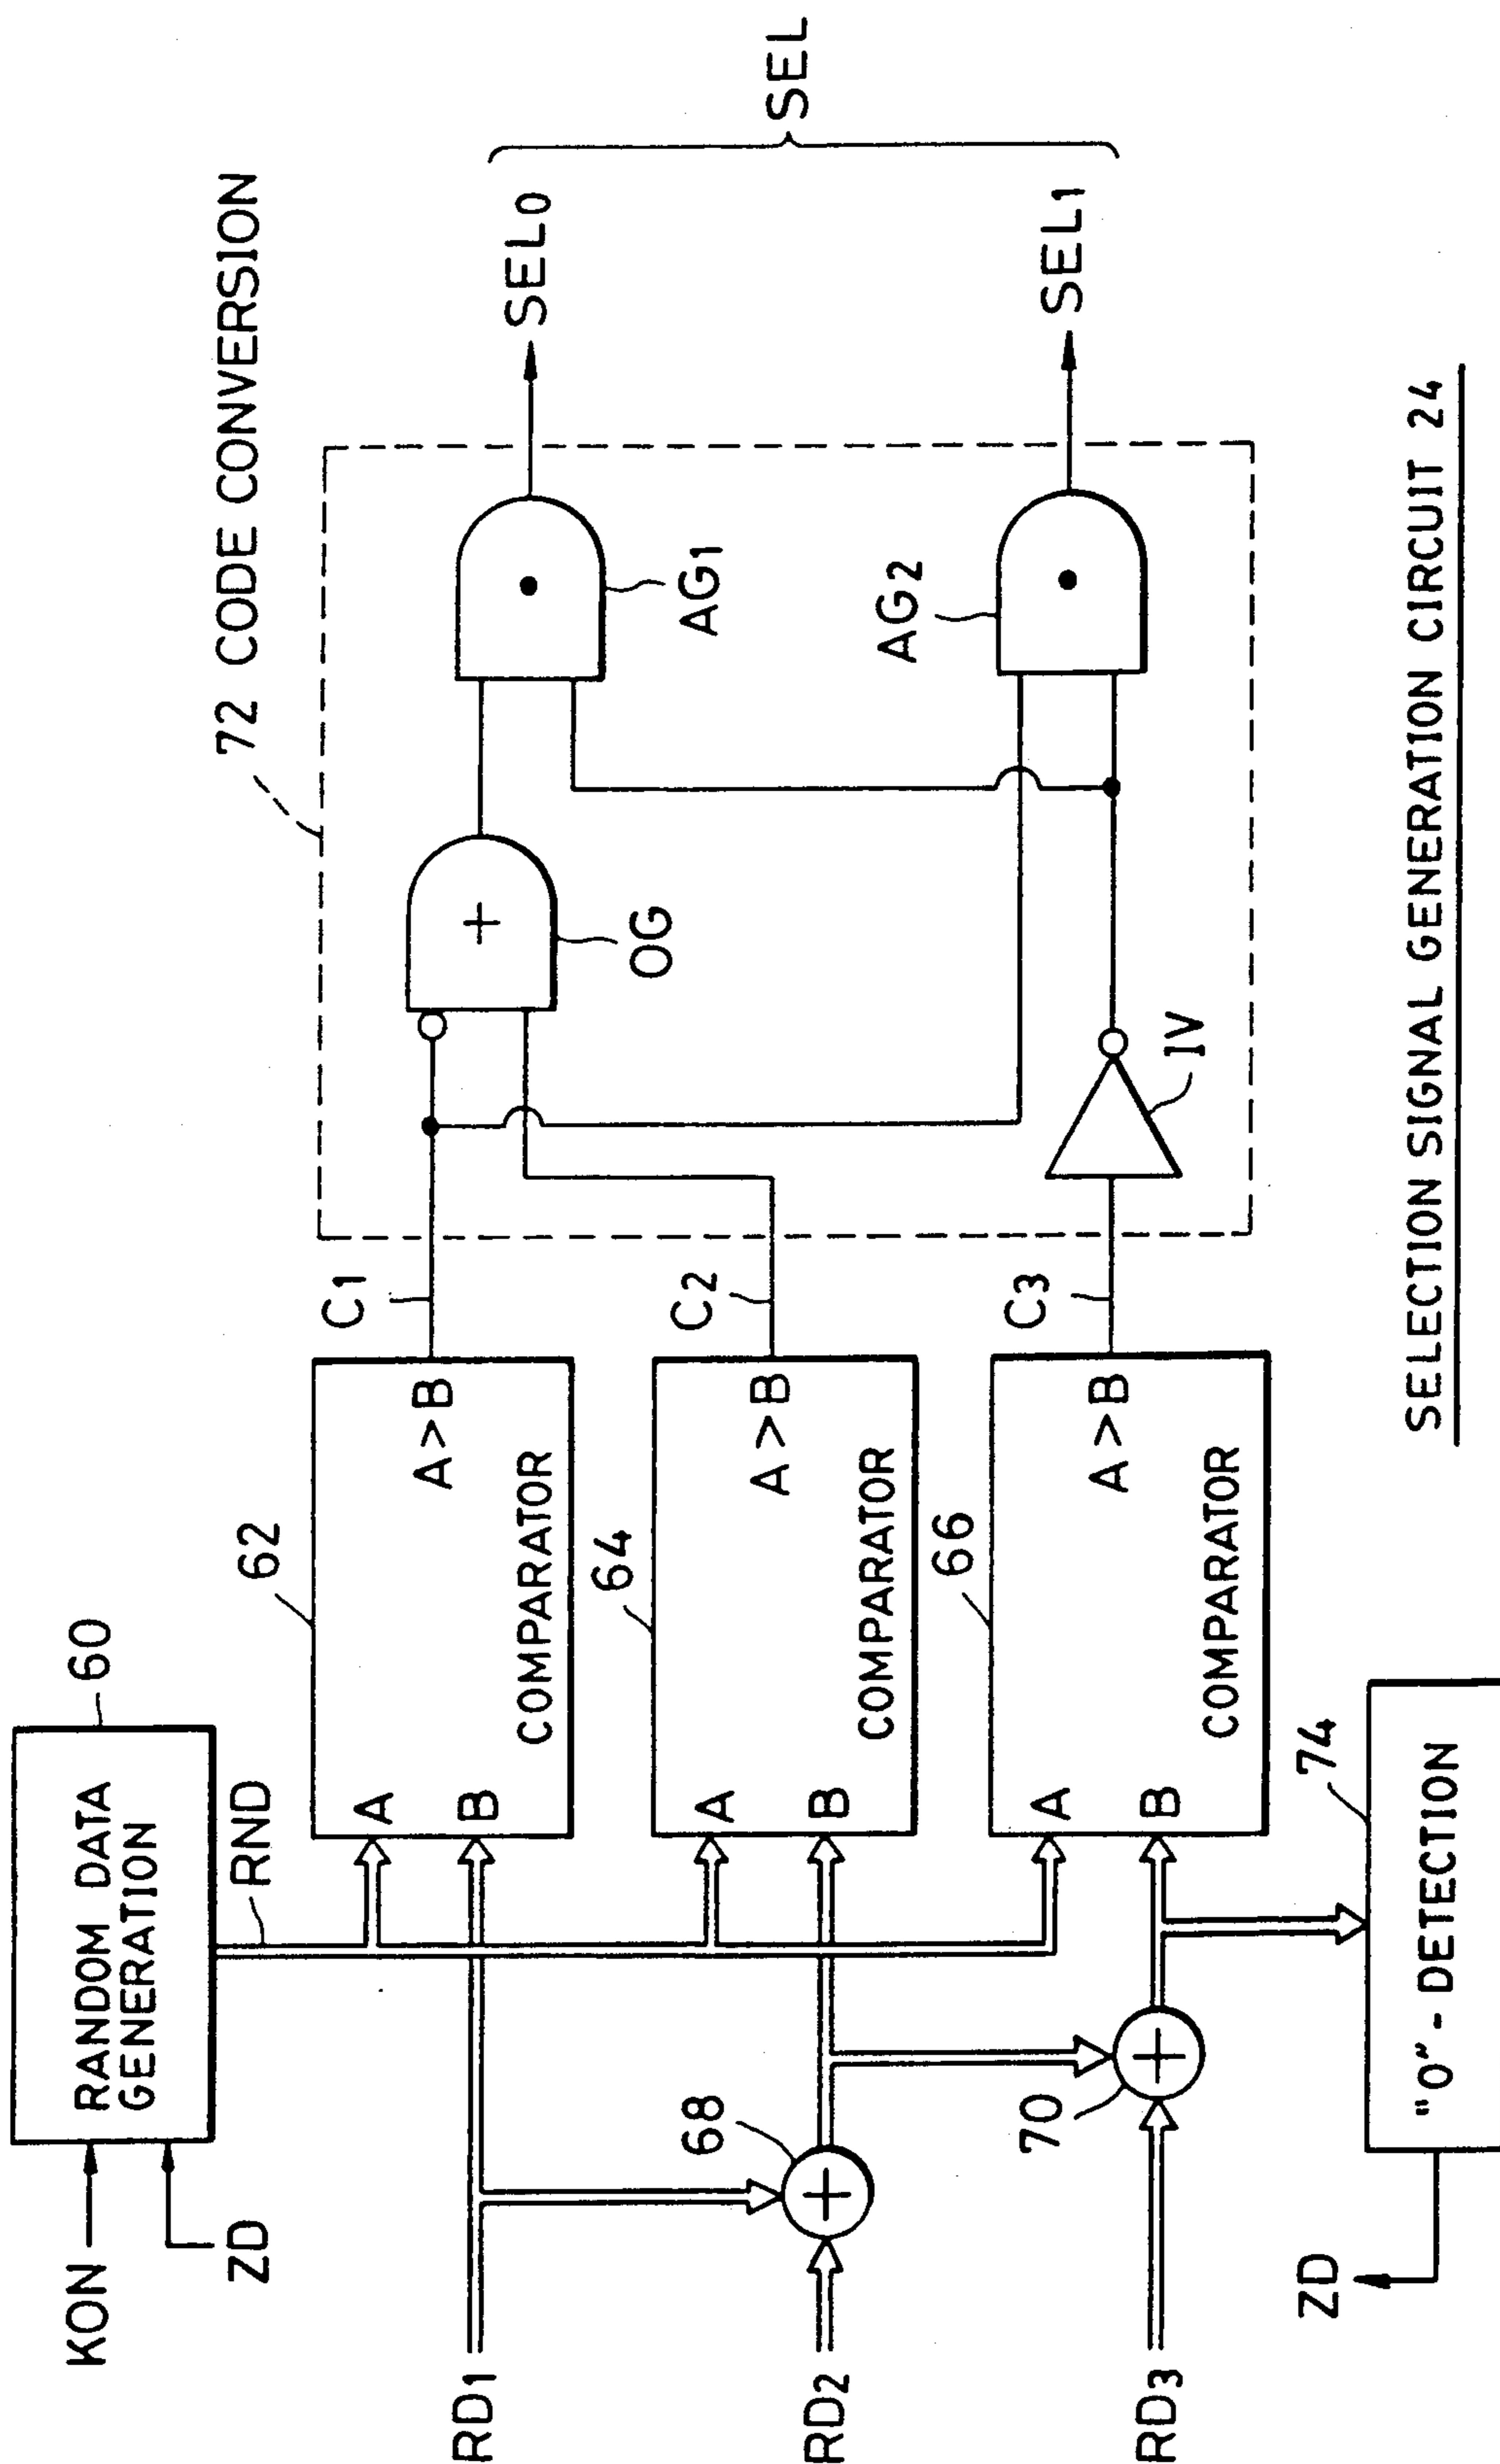 60
RANDOM DATA
GENERATION
KON
ZD
RND
72 CODE CONVERSION
62
A
B
A>B
COMPARATOR
C1
64
A
B
A>B
COMPARATOR
C2
66
A
B
A>B
COMPARATOR
C3
+
OG
•
AG1
SEL0
IV
•
AG2
SEL1
SEL
RD1
+
68
RD2
+
70
RD3
74
"0"-DETECTION
ZD
SELECTION SIGNAL GENERATION CIRCUIT 24